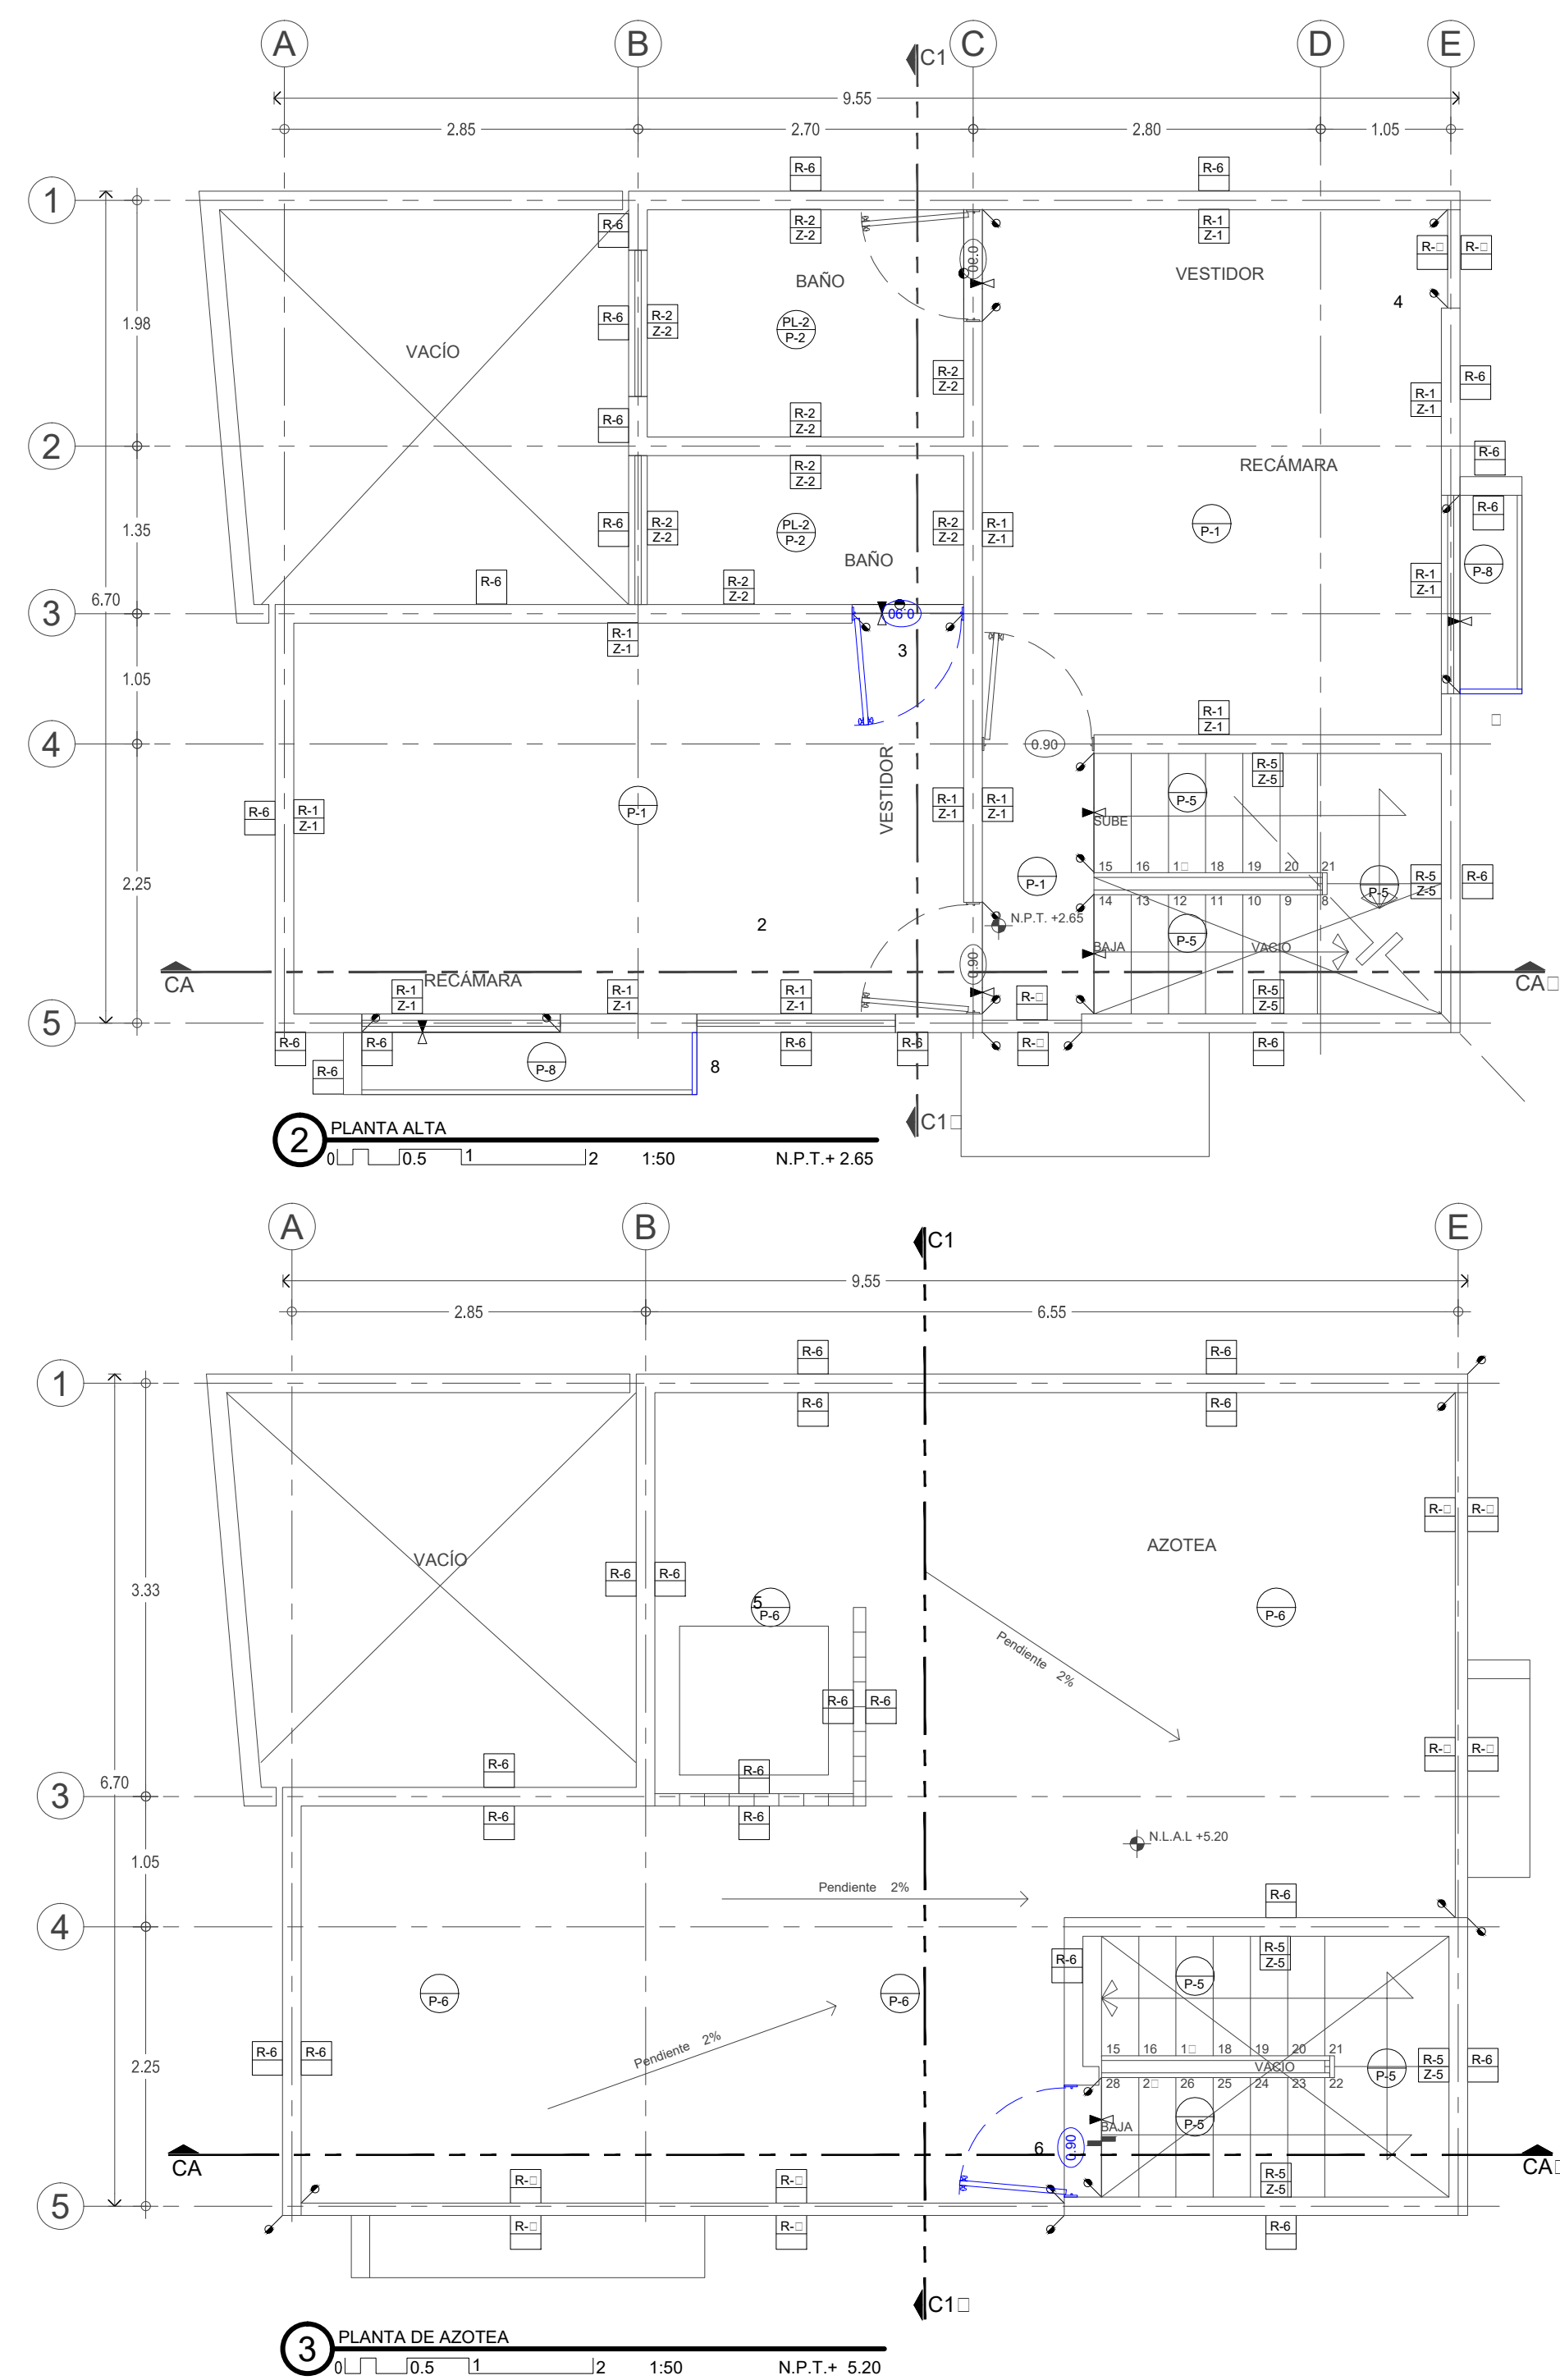 A B C D E
C1
9.55
2.85 2.70 2.80 1.05
R-6 R-6
1
R-6 R-2 Z-2 R-1 Z-1 R-□ R-□
0.90
BAÑO VESTIDOR
4
1.98
R-6 R-2 Z-2 PL-2 P-2
VACÍO
R-2 Z-2 R-1 Z-1 R-6
R-6 R-2 Z-2
2
R-2 Z-2 RECÁMARA R-6
1.35
R-6 R-2 Z-2 PL-2 P-2 R-2 Z-2 R-1 Z-1 P-1 R-6
BAÑO
R-6 R-2 Z-2 R-1 Z-1 P-8
6.70
3
0.90
R-1 Z-1
3
1.05
R-1 Z-1 □
4
0.90
R-5 Z-5
VESTIDOR
R-6 R-1 Z-1 P-1 R-1 Z-1 R-1 Z-1 P-5
SUBE
15 16 1□ 18 19 20 21
2.25
P-1 P-5 R-5 Z-5 R-6
14 13 12 11 10 9 8
2
N.P.T. +2.65
P-5
BAJA VACIO
0.90
CA RECÁMARA CA□
R-1 Z-1 R-1 Z-1 R-1 Z-1 R-□ R-5 Z-5
5
R-6 R-6 R-6 R-6 R-□ R-6
R-6 P-8 8
C1□
2 PLANTA ALTA
0 0.5 1 2 1:50 N.P.T.+ 2.65
A B E
C1
9.55
2.85 6.55
R-6 R-6
1
R-6 R-6
R-□ R-□
VACÍO AZOTEA
3.33
R-6 R-6
5
P-6 P-6
Pendiente 2%
R-6 R-6
R-□ R-□
R-6 R-6
6.70
3
R-6 R-6
N.L.A.L +5.20
1.05
Pendiente 2%
R-6
4
R-6 R-5 Z-5
P-6 P-6 P-5
Pendiente 2%
R-6 R-6
15 16 1□ 18 19 20 21
2.25
VACIO P-5 R-5 Z-5 R-6
28 2□ 26 25 24 23 22
P-5
BAJA
6 0.90
CA CA□
R-□ R-□ R-5 Z-5
5
R-□ R-□ R-6
C1□
3 PLANTA DE AZOTEA
0 0.5 1 2 1:50 N.P.T.+ 5.20